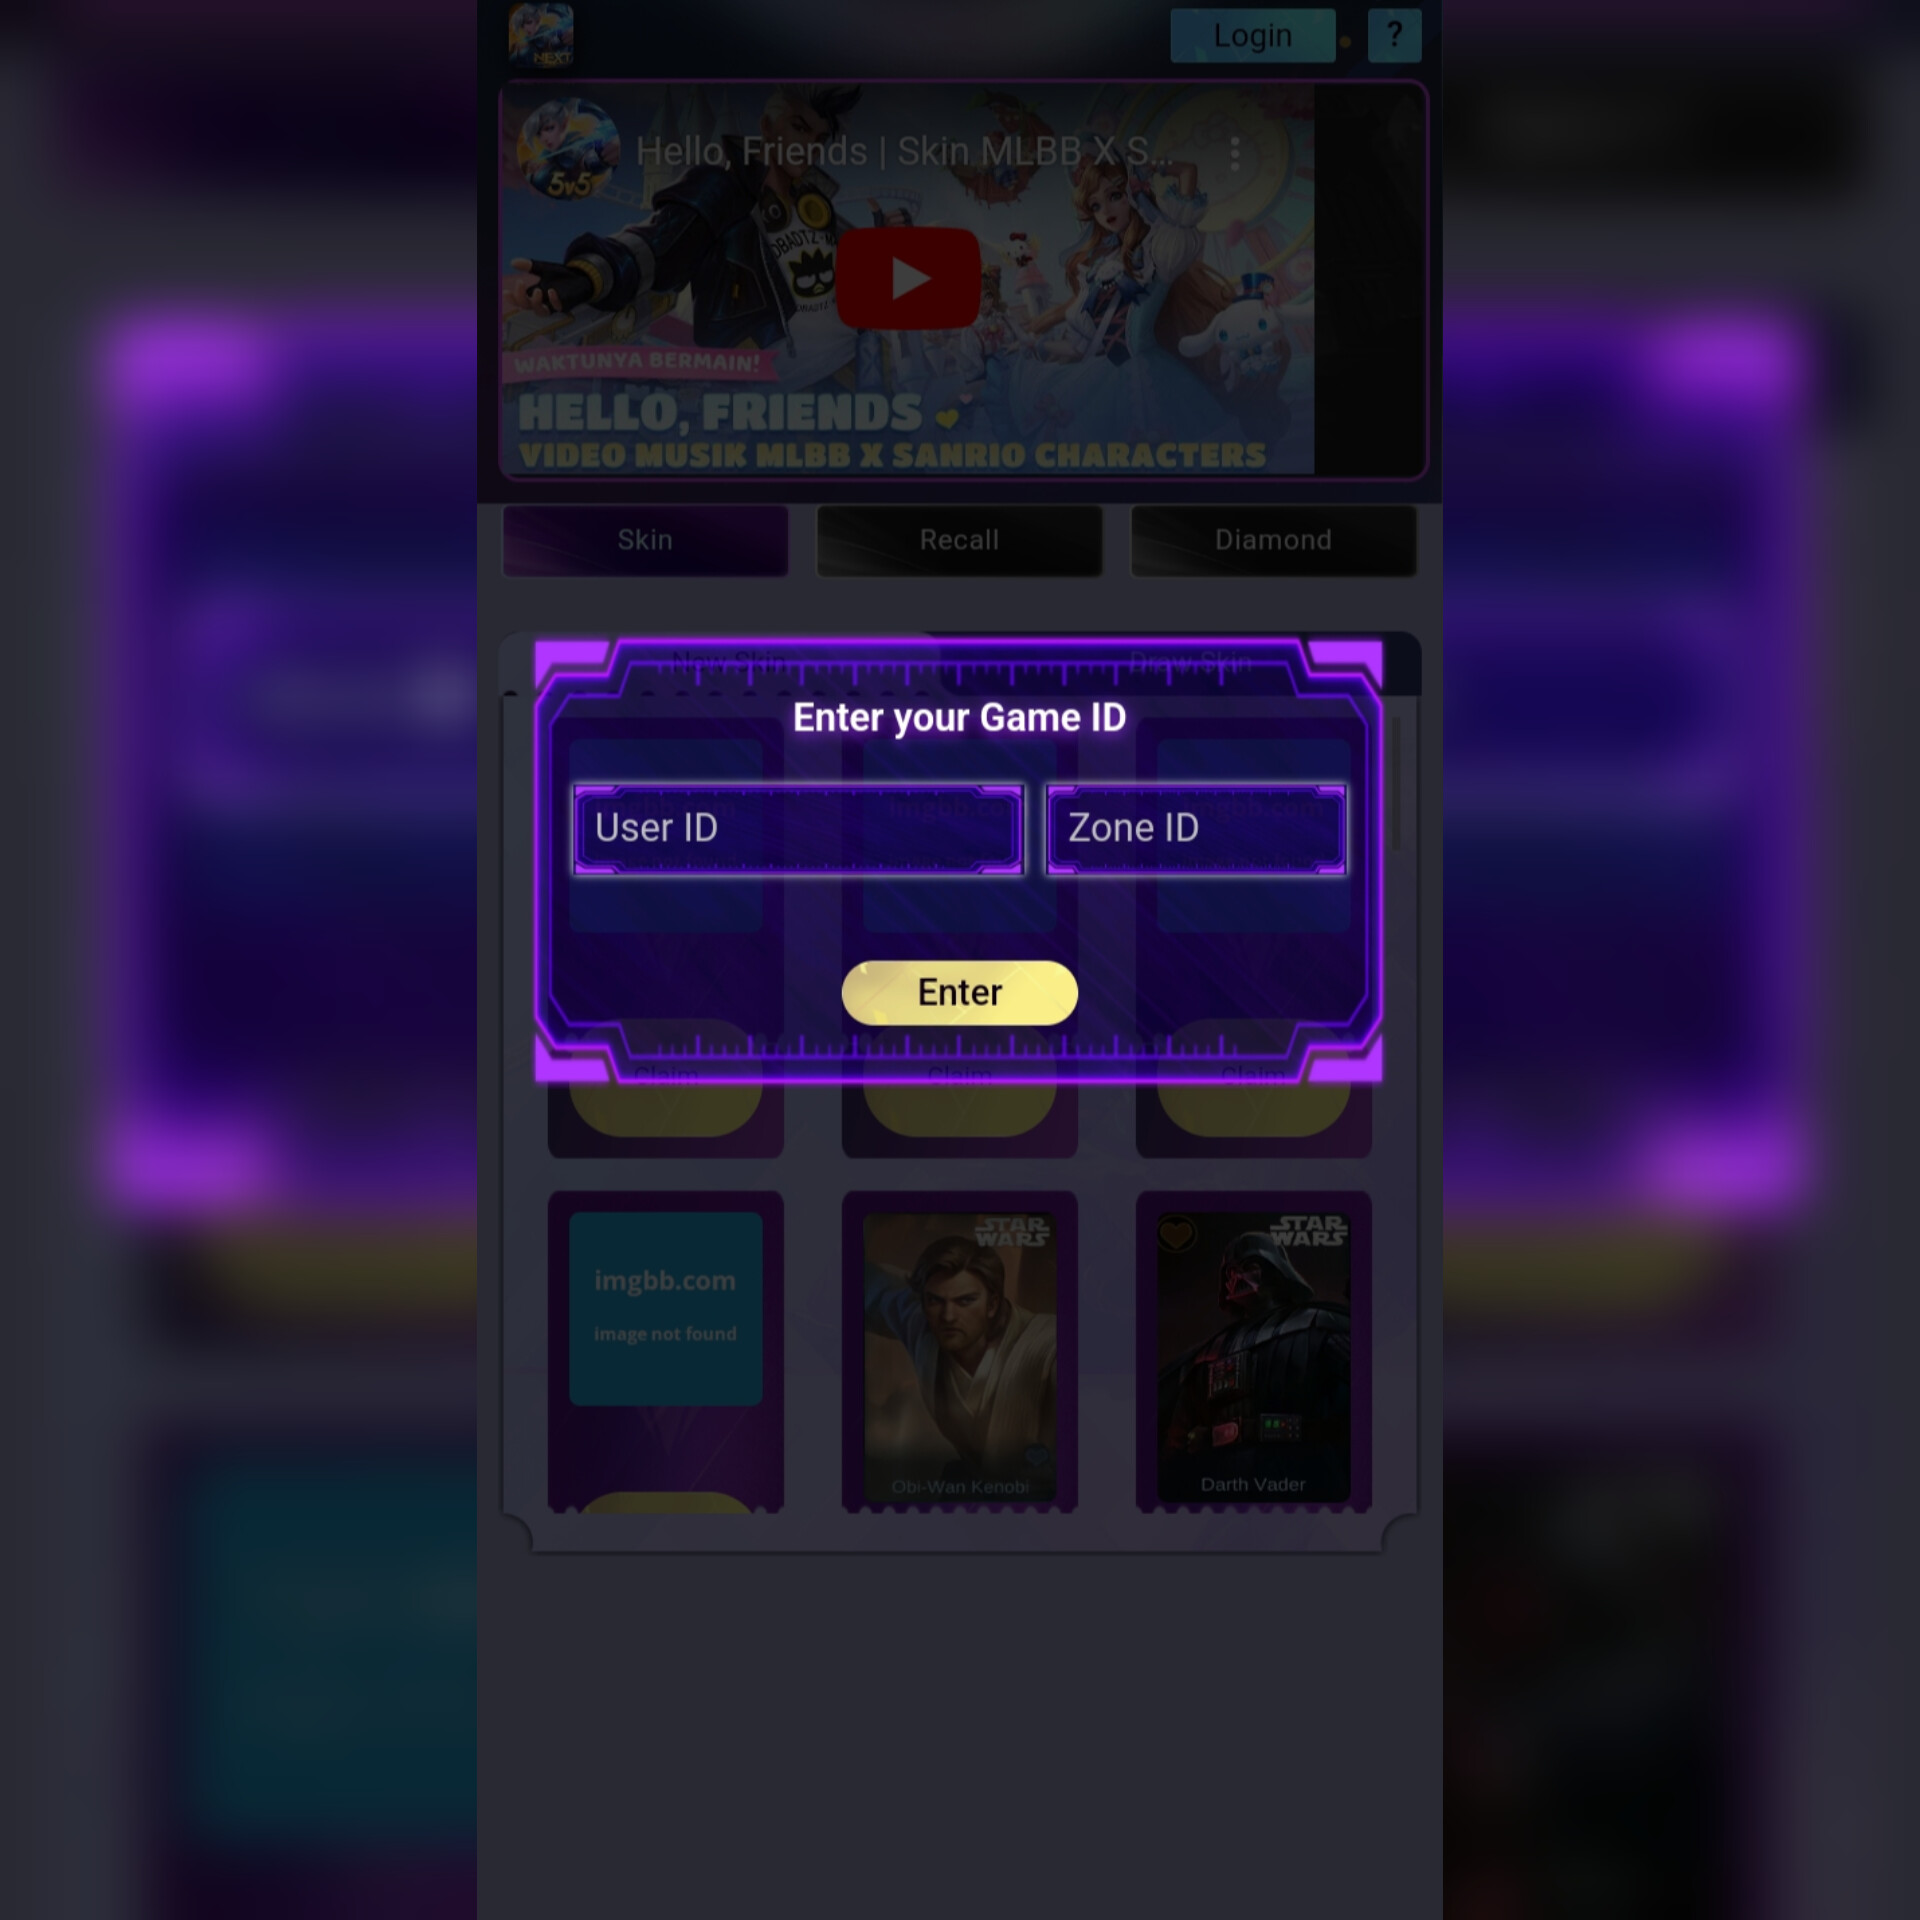 NEXT
Login
?
5v5
Hello, Friends | Skin MLBB X S...
WAKTUNYA BERMAIN!
HELLO, FRIENDS
VIDEO MUSIK MLBB X SANRIO CHARACTERS
Skin
Recall
Diamond
New Skin
Draw Skin
Enter your Game ID
User ID
Zone ID
Enter
Claim
Claim
Claim
imgbb.com
image not found
STAR WARS
Obi-Wan Kenobi
STAR WARS
Darth Vader